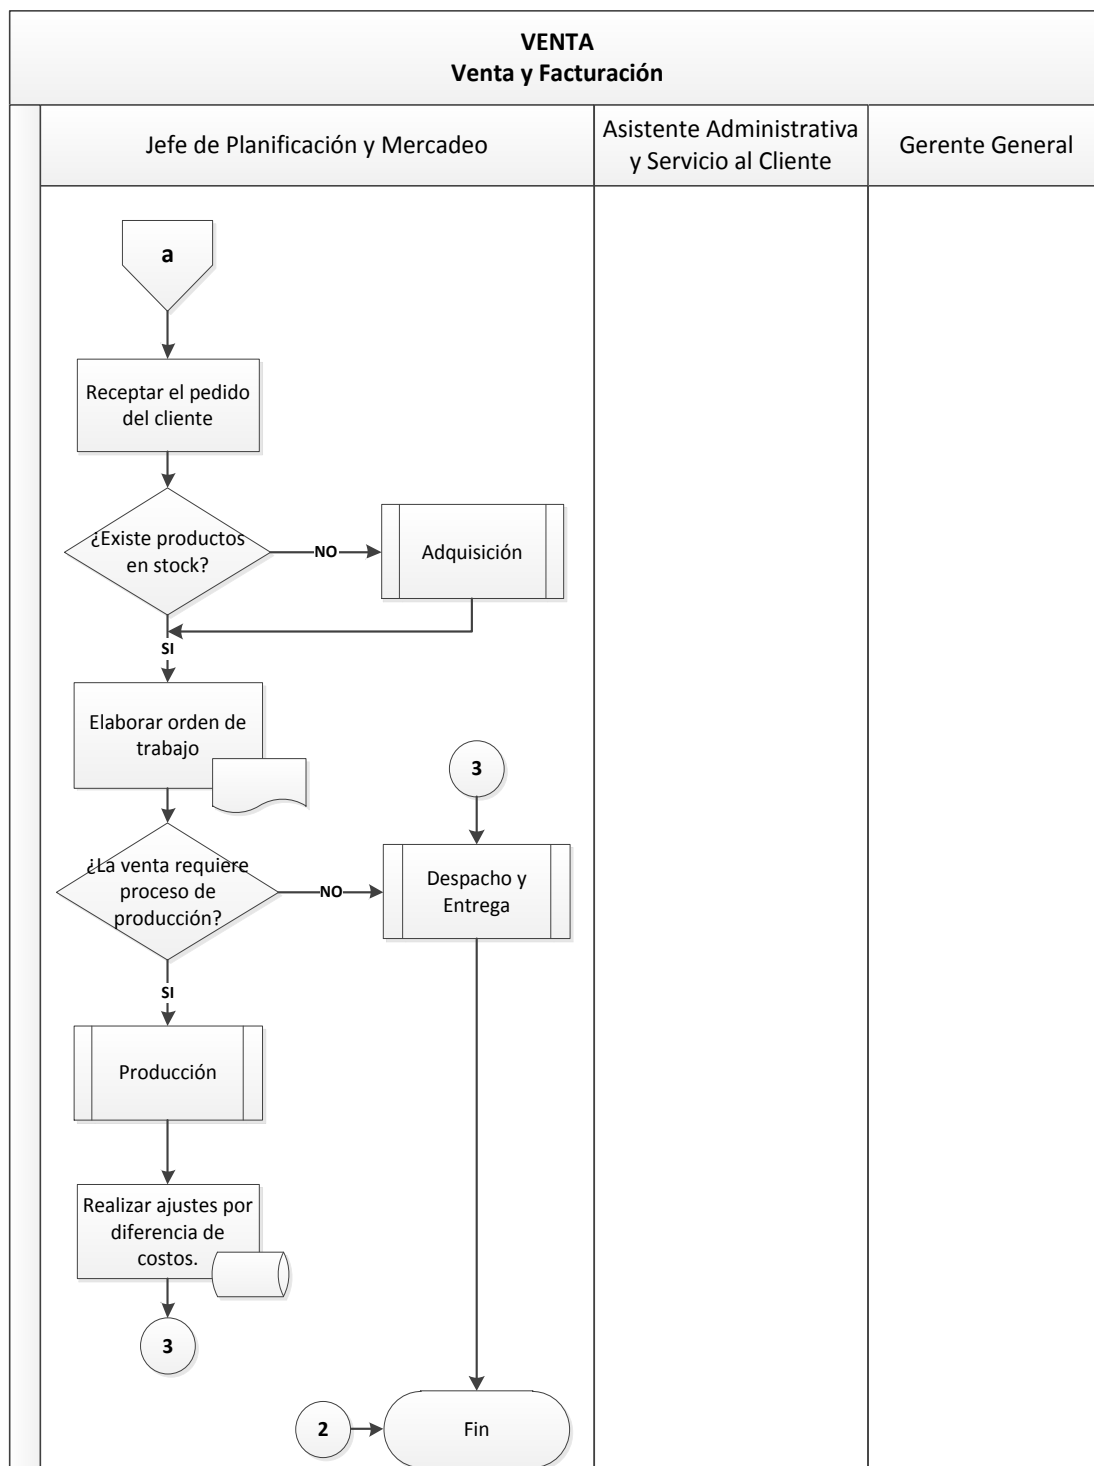 VENTA
Venta y Facturación
Jefe de Planificación y Mercadeo
Asistente Administrativa
y Servicio al Cliente
Gerente General
a
Receptar el pedido
del cliente
¿Existe productos
en stock?
NO
Adquisición
SI
Elaborar orden de
trabajo
3
¿La venta requiere
proceso de
producción?
NO
Despacho y
Entrega
SI
Producción
Realizar ajustes por
diferencia de
costos.
3
2
Fin